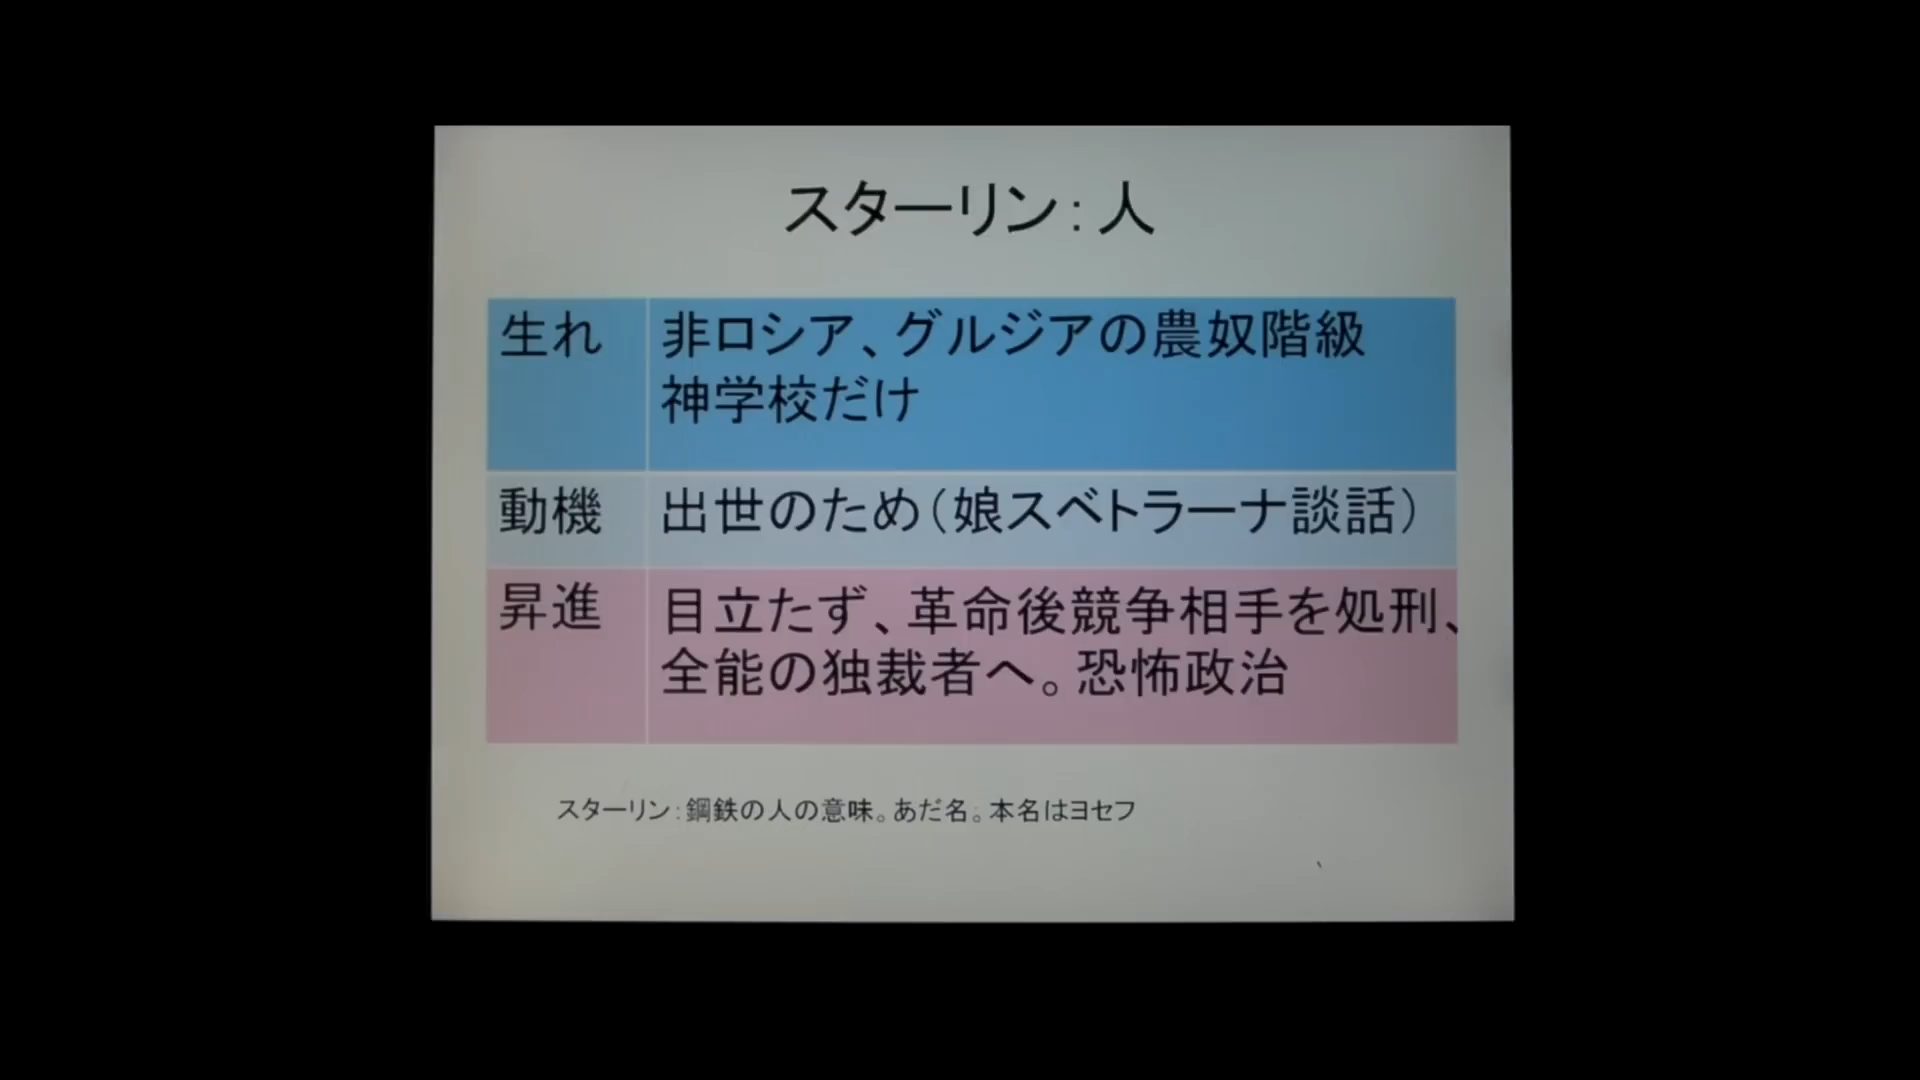 スターリン：人
生れ
非ロシア、グルジアの農奴階級
神学校だけ
動機
出世のため（娘スベトラーナ談話）
昇進
目立たず、革命後競争相手を処刑、
全能の独裁者へ。恐怖政治
スターリン：鋼鉄の人の意味。あだ名。本名はヨセフ